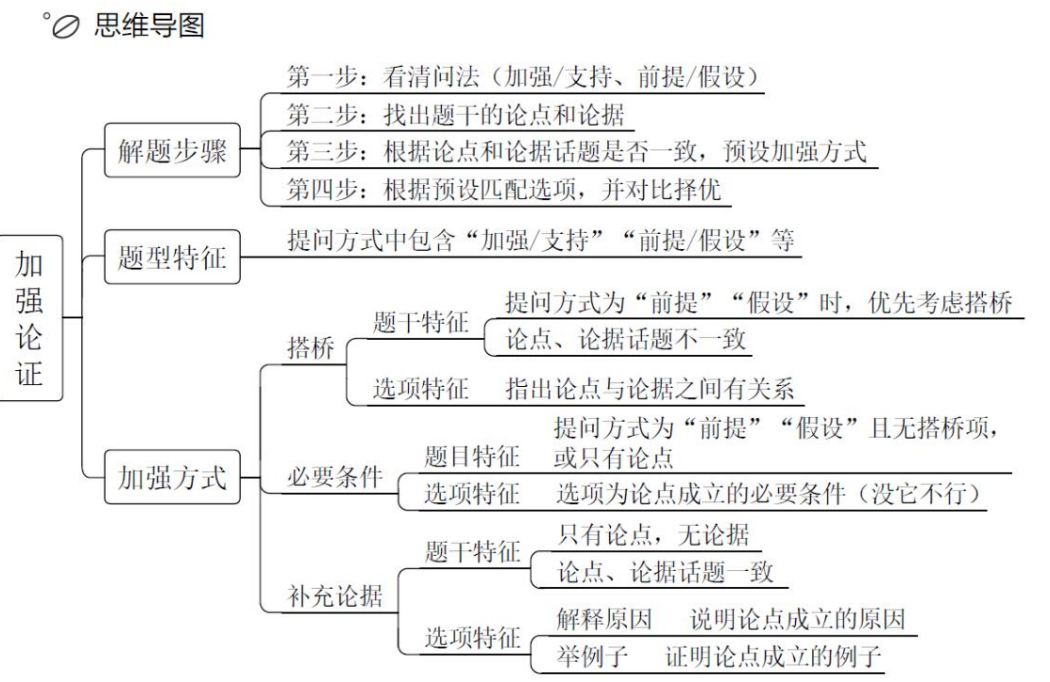 思维导图
加强论证
解题步骤
第一步：看清问法（加强/支持、前提/假设）
第二步：找出题干的论点和论据
第三步：根据论点和论据话题是否一致，预设加强方式
第四步：根据预设匹配选项，并对比择优
题型特征
提问方式中包含“加强/支持”“前提/假设”等
加强方式
搭桥
题干特征
提问方式为“前提”“假设”时，优先考虑搭桥
论点、论据话题不一致
选项特征 指出论点与论据之间有关系
必要条件
题目特征
提问方式为“前提”“假设”且无搭桥项，
或只有论点
选项特征 选项为论点成立的必要条件（没它不行）
补充论据
题干特征
只有论点，无论据
论点、论据话题一致
选项特征
解释原因 说明论点成立的原因
举例子 证明论点成立的例子